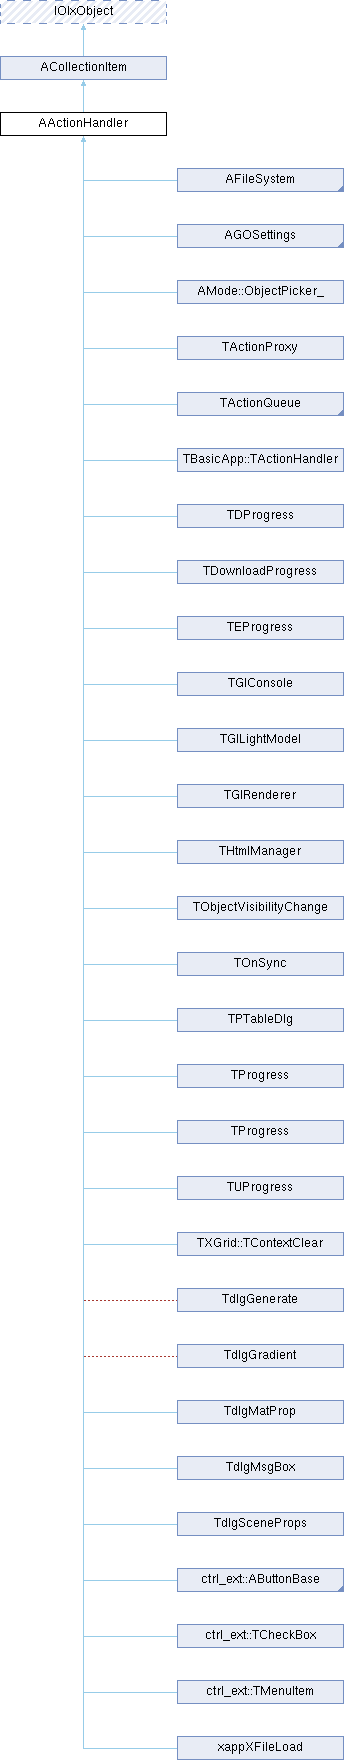 IOlxObject
ACollectionItem
AActionHandler
AFileSystem
AGOSettings
AMode::ObjectPicker_
TActionProxy
TActionQueue
TBasicApp::TActionHandler
TDProgress
TDownloadProgress
TEProgress
TGlConsole
TGlLightModel
TGlRenderer
THtmlManager
TObjectVisibilityChange
TOnSync
TPTableDlg
TProgress
TProgress
TUProgress
TXGrid::TContextClear
TdlgGenerate
TdlgGradient
TdlgMatProp
TdlgMsgBox
TdlgSceneProps
ctrl_ext::AButtonBase
ctrl_ext::TCheckBox
ctrl_ext::TMenuItem
xappXFileLoad